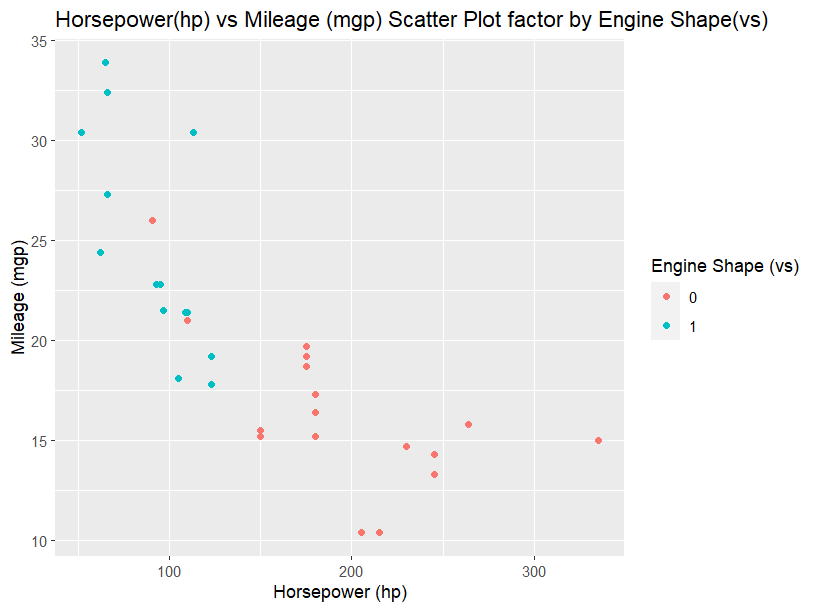 Horsepower(hp) vs Mileage (mgp) Scatter Plot factor by Engine Shape(vs)
35
30
25
20
15
10
Mileage (mgp)
100
200
300
Horsepower (hp)
Engine Shape (vs)
0
1